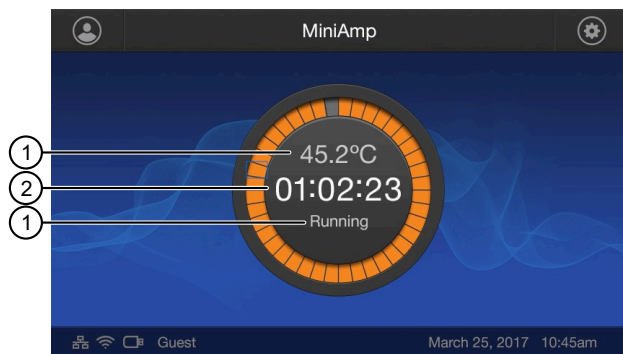 MiniAmp
1 45.2°C
2 01:02:23
1 Running
Guest March 25, 2017 10:45am